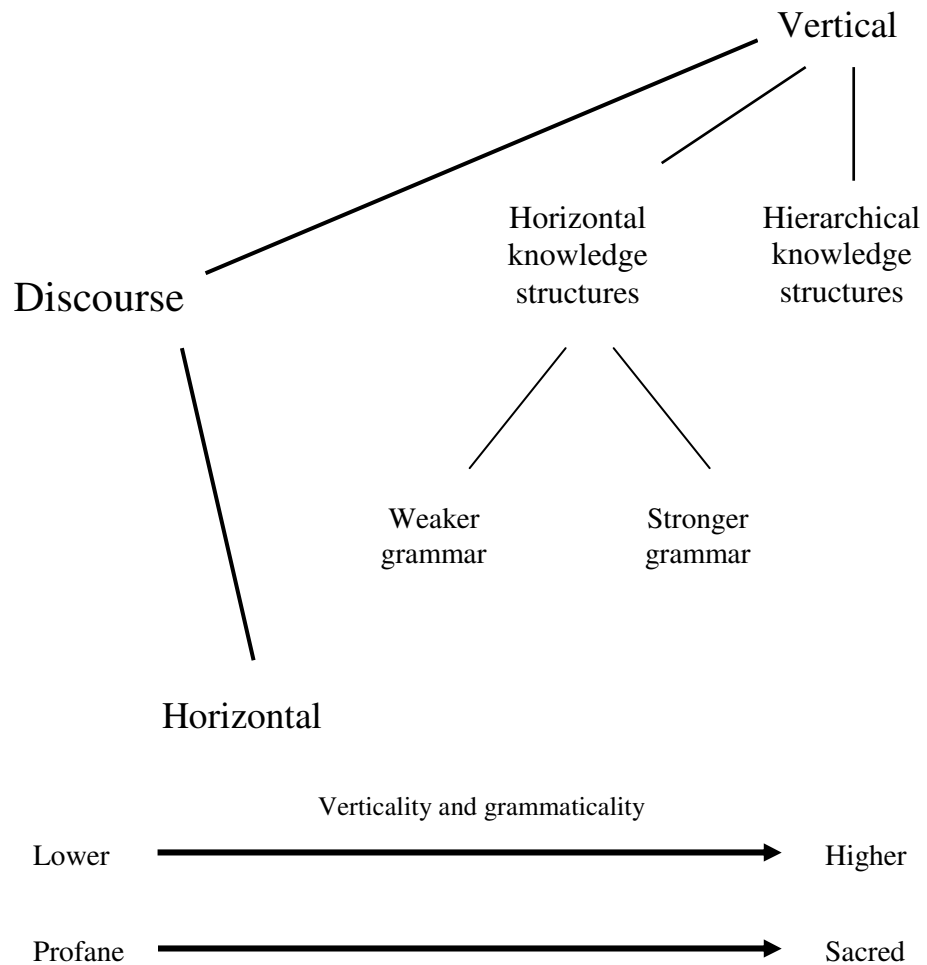 Vertical
Horizontal
knowledge
structures
Hierarchical
knowledge
structures
Discourse
Weaker
grammar
Stronger
grammar
Horizontal
Verticality and grammaticality
Lower
Higher
Profane
Sacred